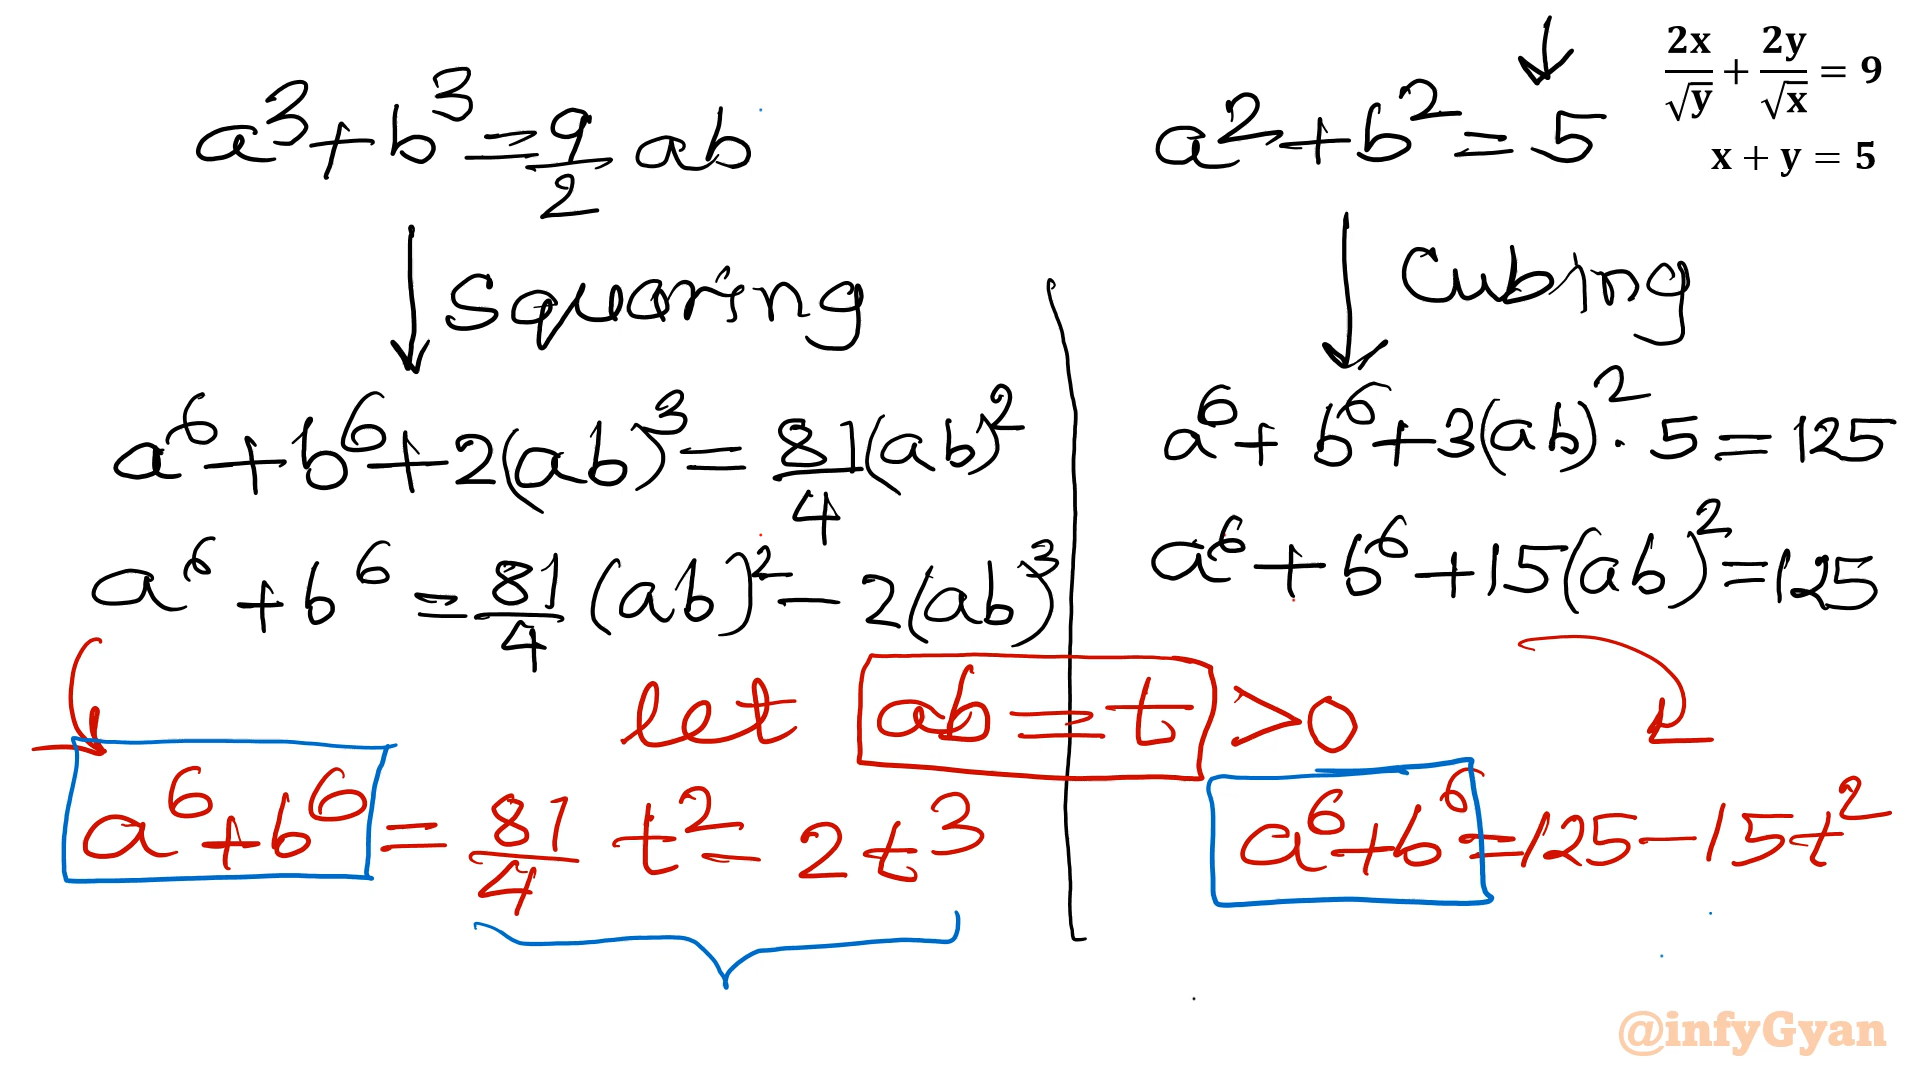 a³+b³=9/2 ab
↓ Squaring
a⁶+b⁶+2(ab)³=81/4(ab)²
a⁶+b⁶=81/4(ab)²-2(ab)³
2x/√y + 2y/√x = 9
x + y = 5
a²+b²=5
↓ Cubing
a⁶+b⁶+3(ab)²·5=125
a⁶+b⁶+15(ab)²=125
let ab=t>0
a⁶+b⁶=81/4 t²-2t³
a⁶+b⁶=125-15t²
@infyGyan